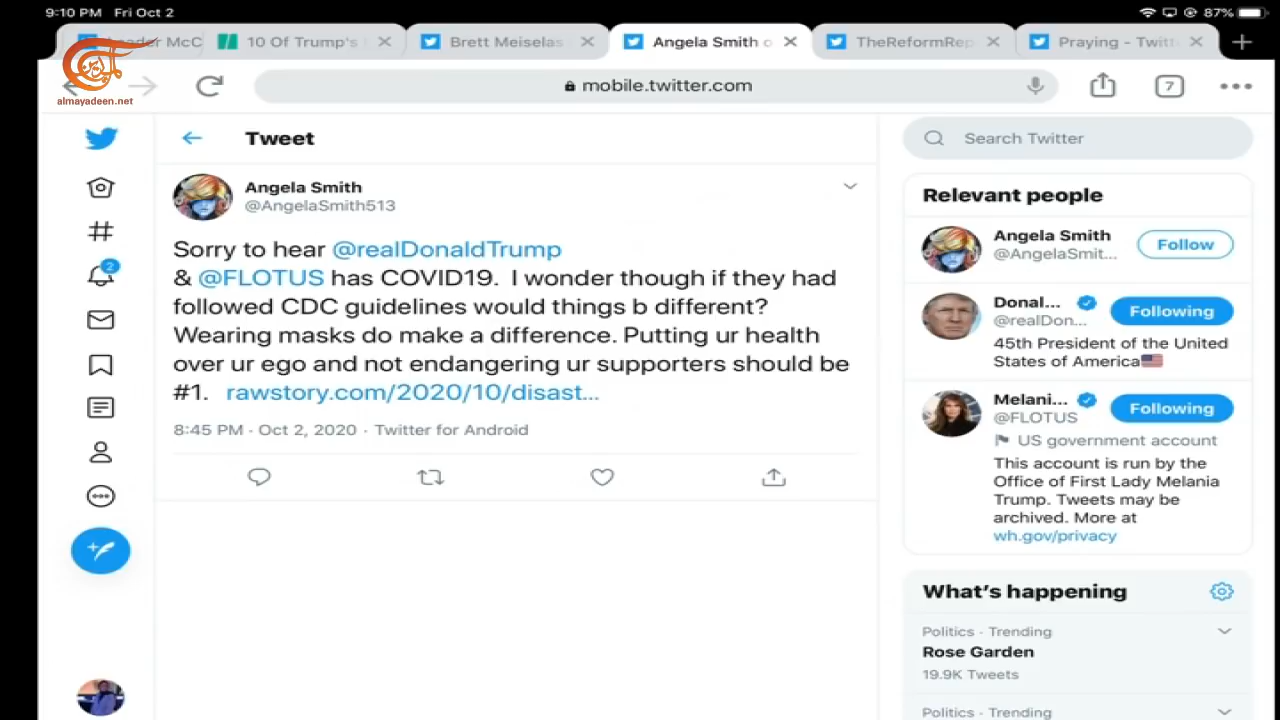 9:10 PM Fri Oct 2
87%
eader McC
10 Of Trump's
Brett Meiselas
Angela Smith o
TheReformRep
Praying - Twitt
almayadeen.net
mobile.twitter.com
7
Tweet
Search Twitter
Angela Smith
@AngelaSmith513
Sorry to hear @realDonaldTrump
& @FLOTUS has COVID19. I wonder though if they had
followed CDC guidelines would things b different?
Wearing masks do make a difference. Putting ur health
over ur ego and not endangering ur supporters should be
#1. rawstory.com/2020/10/disast...
8:45 PM · Oct 2, 2020 · Twitter for Android
2
Relevant people
Angela Smith
@AngelaSmit...
Follow
Donal...
@realDon...
Following
45th President of the United
States of America
Melani...
@FLOTUS
Following
US government account
This account is run by the
Office of First Lady Melania
Trump. Tweets may be
archived. More at
wh.gov/privacy
What's happening
Politics · Trending
Rose Garden
19.9K Tweets
Politics · Trending